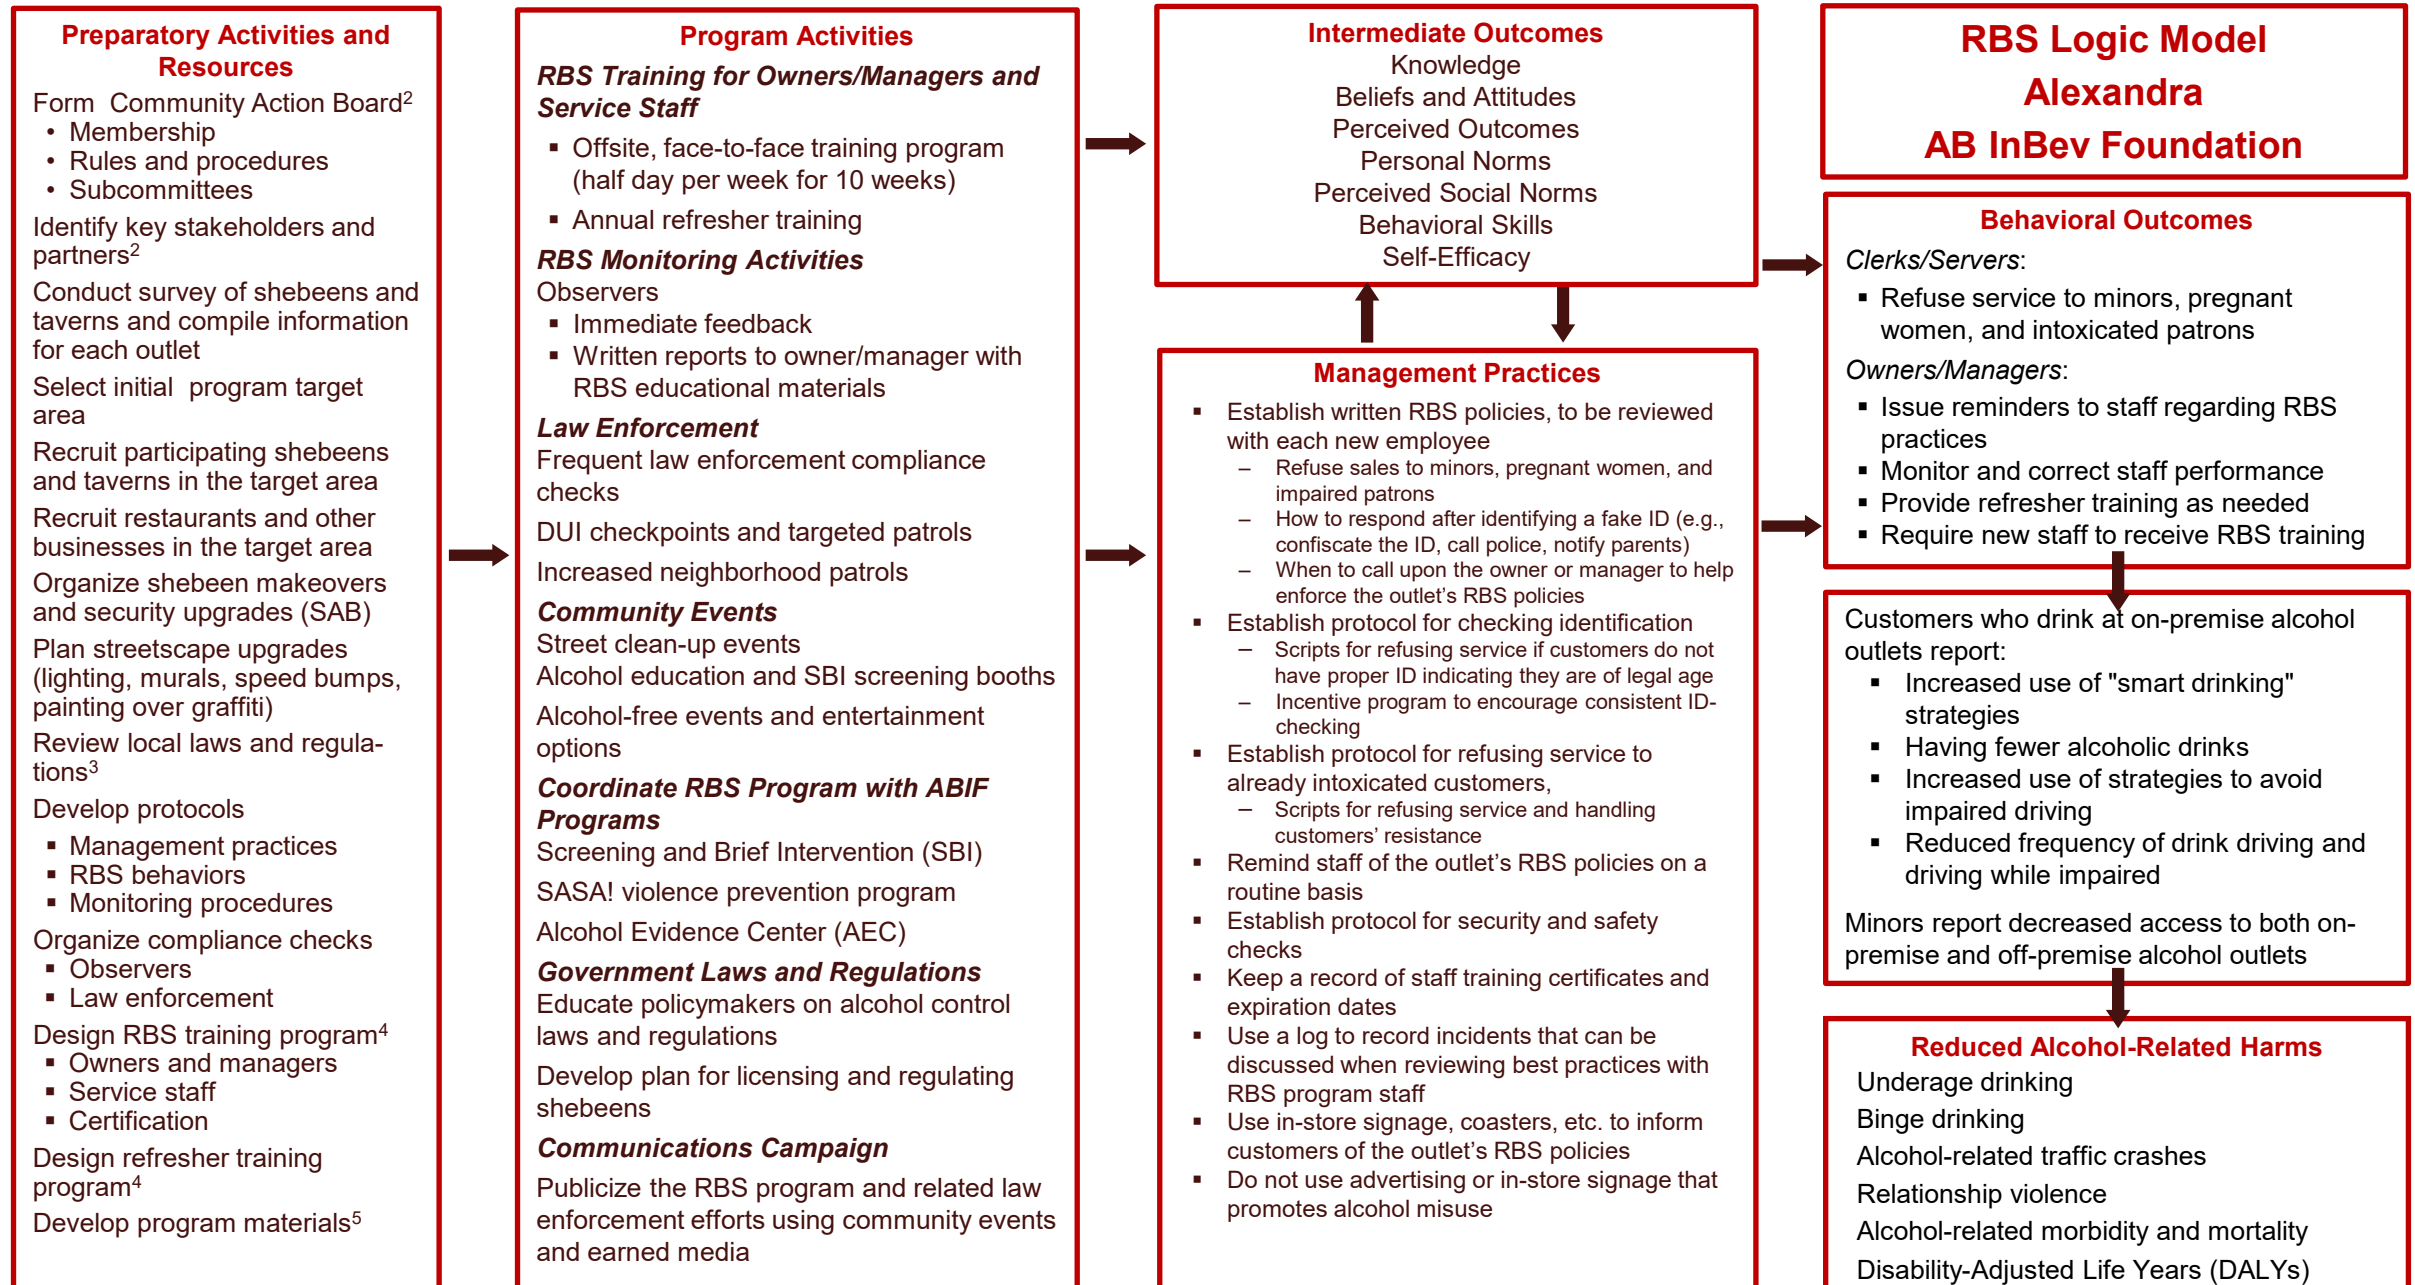 Preparatory Activities and
Resources
Form  Community Action Board²
• Membership
• Rules and procedures
• Subcommittees
Identify key stakeholders and
partners²
Conduct survey of shebeens and
taverns and compile information
for each outlet
Select initial  program target
area
Recruit participating shebeens
and taverns in the target area
Recruit restaurants and other
businesses in the target area
Organize shebeen makeovers
and security upgrades (SAB)
Plan streetscape upgrades
(lighting, murals, speed bumps,
painting over graffiti)
Review local laws and regula-
tions³
Develop protocols
▪ Management practices
▪ RBS behaviors
▪ Monitoring procedures
Organize compliance checks
▪ Observers
▪ Law enforcement
Design RBS training program⁴
▪ Owners and managers
▪ Service staff
▪ Certification
Design refresher training
program⁴
Develop program materials⁵
Program Activities
RBS Training for Owners/Managers and
Service Staff
▪ Offsite, face-to-face training program
(half day per week for 10 weeks)
▪ Annual refresher training
RBS Monitoring Activities
Observers
▪ Immediate feedback
▪ Written reports to owner/manager with
RBS educational materials
Law Enforcement
Frequent law enforcement compliance
checks
DUI checkpoints and targeted patrols
Increased neighborhood patrols
Community Events
Street clean-up events
Alcohol education and SBI screening booths
Alcohol-free events and entertainment
options
Coordinate RBS Program with ABIF
Programs
Screening and Brief Intervention (SBI)
SASA! violence prevention program
Alcohol Evidence Center (AEC)
Government Laws and Regulations
Educate policymakers on alcohol control
laws and regulations
Develop plan for licensing and regulating
shebeens
Communications Campaign
Publicize the RBS program and related law
enforcement efforts using community events
and earned media
Intermediate Outcomes
Knowledge
Beliefs and Attitudes
Perceived Outcomes
Personal Norms
Perceived Social Norms
Behavioral Skills
Self-Efficacy
Management Practices
▪ Establish written RBS policies, to be reviewed
with each new employee
– Refuse sales to minors, pregnant women, and
impaired patrons
– How to respond after identifying a fake ID (e.g.,
confiscate the ID, call police, notify parents)
– When to call upon the owner or manager to help
enforce the outlet's RBS policies
▪ Establish protocol for checking identification
– Scripts for refusing service if customers do not
have proper ID indicating they are of legal age
– Incentive program to encourage consistent ID-
checking
▪ Establish protocol for refusing service to
already intoxicated customers,
– Scripts for refusing service and handling
customers' resistance
▪ Remind staff of the outlet's RBS policies on a
routine basis
▪ Establish protocol for security and safety
checks
▪ Keep a record of staff training certificates and
expiration dates
▪ Use a log to record incidents that can be
discussed when reviewing best practices with
RBS program staff
▪ Use in-store signage, coasters, etc. to inform
customers of the outlet's RBS policies
▪ Do not use advertising or in-store signage that
promotes alcohol misuse
RBS Logic Model
Alexandra
AB InBev Foundation
Behavioral Outcomes
Clerks/Servers:
▪ Refuse service to minors, pregnant
women, and intoxicated patrons
Owners/Managers:
▪ Issue reminders to staff regarding RBS
practices
▪ Monitor and correct staff performance
▪ Provide refresher training as needed
▪ Require new staff to receive RBS training
Customers who drink at on-premise alcohol
outlets report:
▪ Increased use of "smart drinking"
strategies
▪ Having fewer alcoholic drinks
▪ Increased use of strategies to avoid
impaired driving
▪ Reduced frequency of drink driving and
driving while impaired
Minors report decreased access to both on-
premise and off-premise alcohol outlets
Reduced Alcohol-Related Harms
Underage drinking
Binge drinking
Alcohol-related traffic crashes
Relationship violence
Alcohol-related morbidity and mortality
Disability-Adjusted Life Years (DALYs)